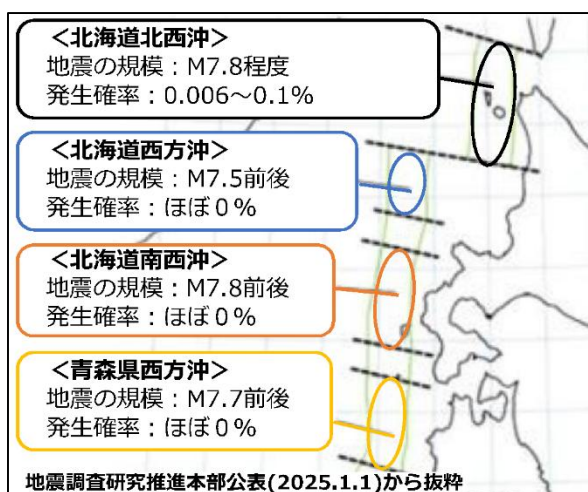 ＜北海道北西沖＞
地震の規模：M7.8程度
発生確率：0.006～0.1%
＜北海道西方沖＞
地震の規模：M7.5前後
発生確率：ほぼ０%
＜北海道南西沖＞
地震の規模：M7.8前後
発生確率：ほぼ０%
＜青森県西方沖＞
地震の規模：M7.7前後
発生確率：ほぼ０%
地震調査研究推進本部公表(2025.1.1)から抜粋